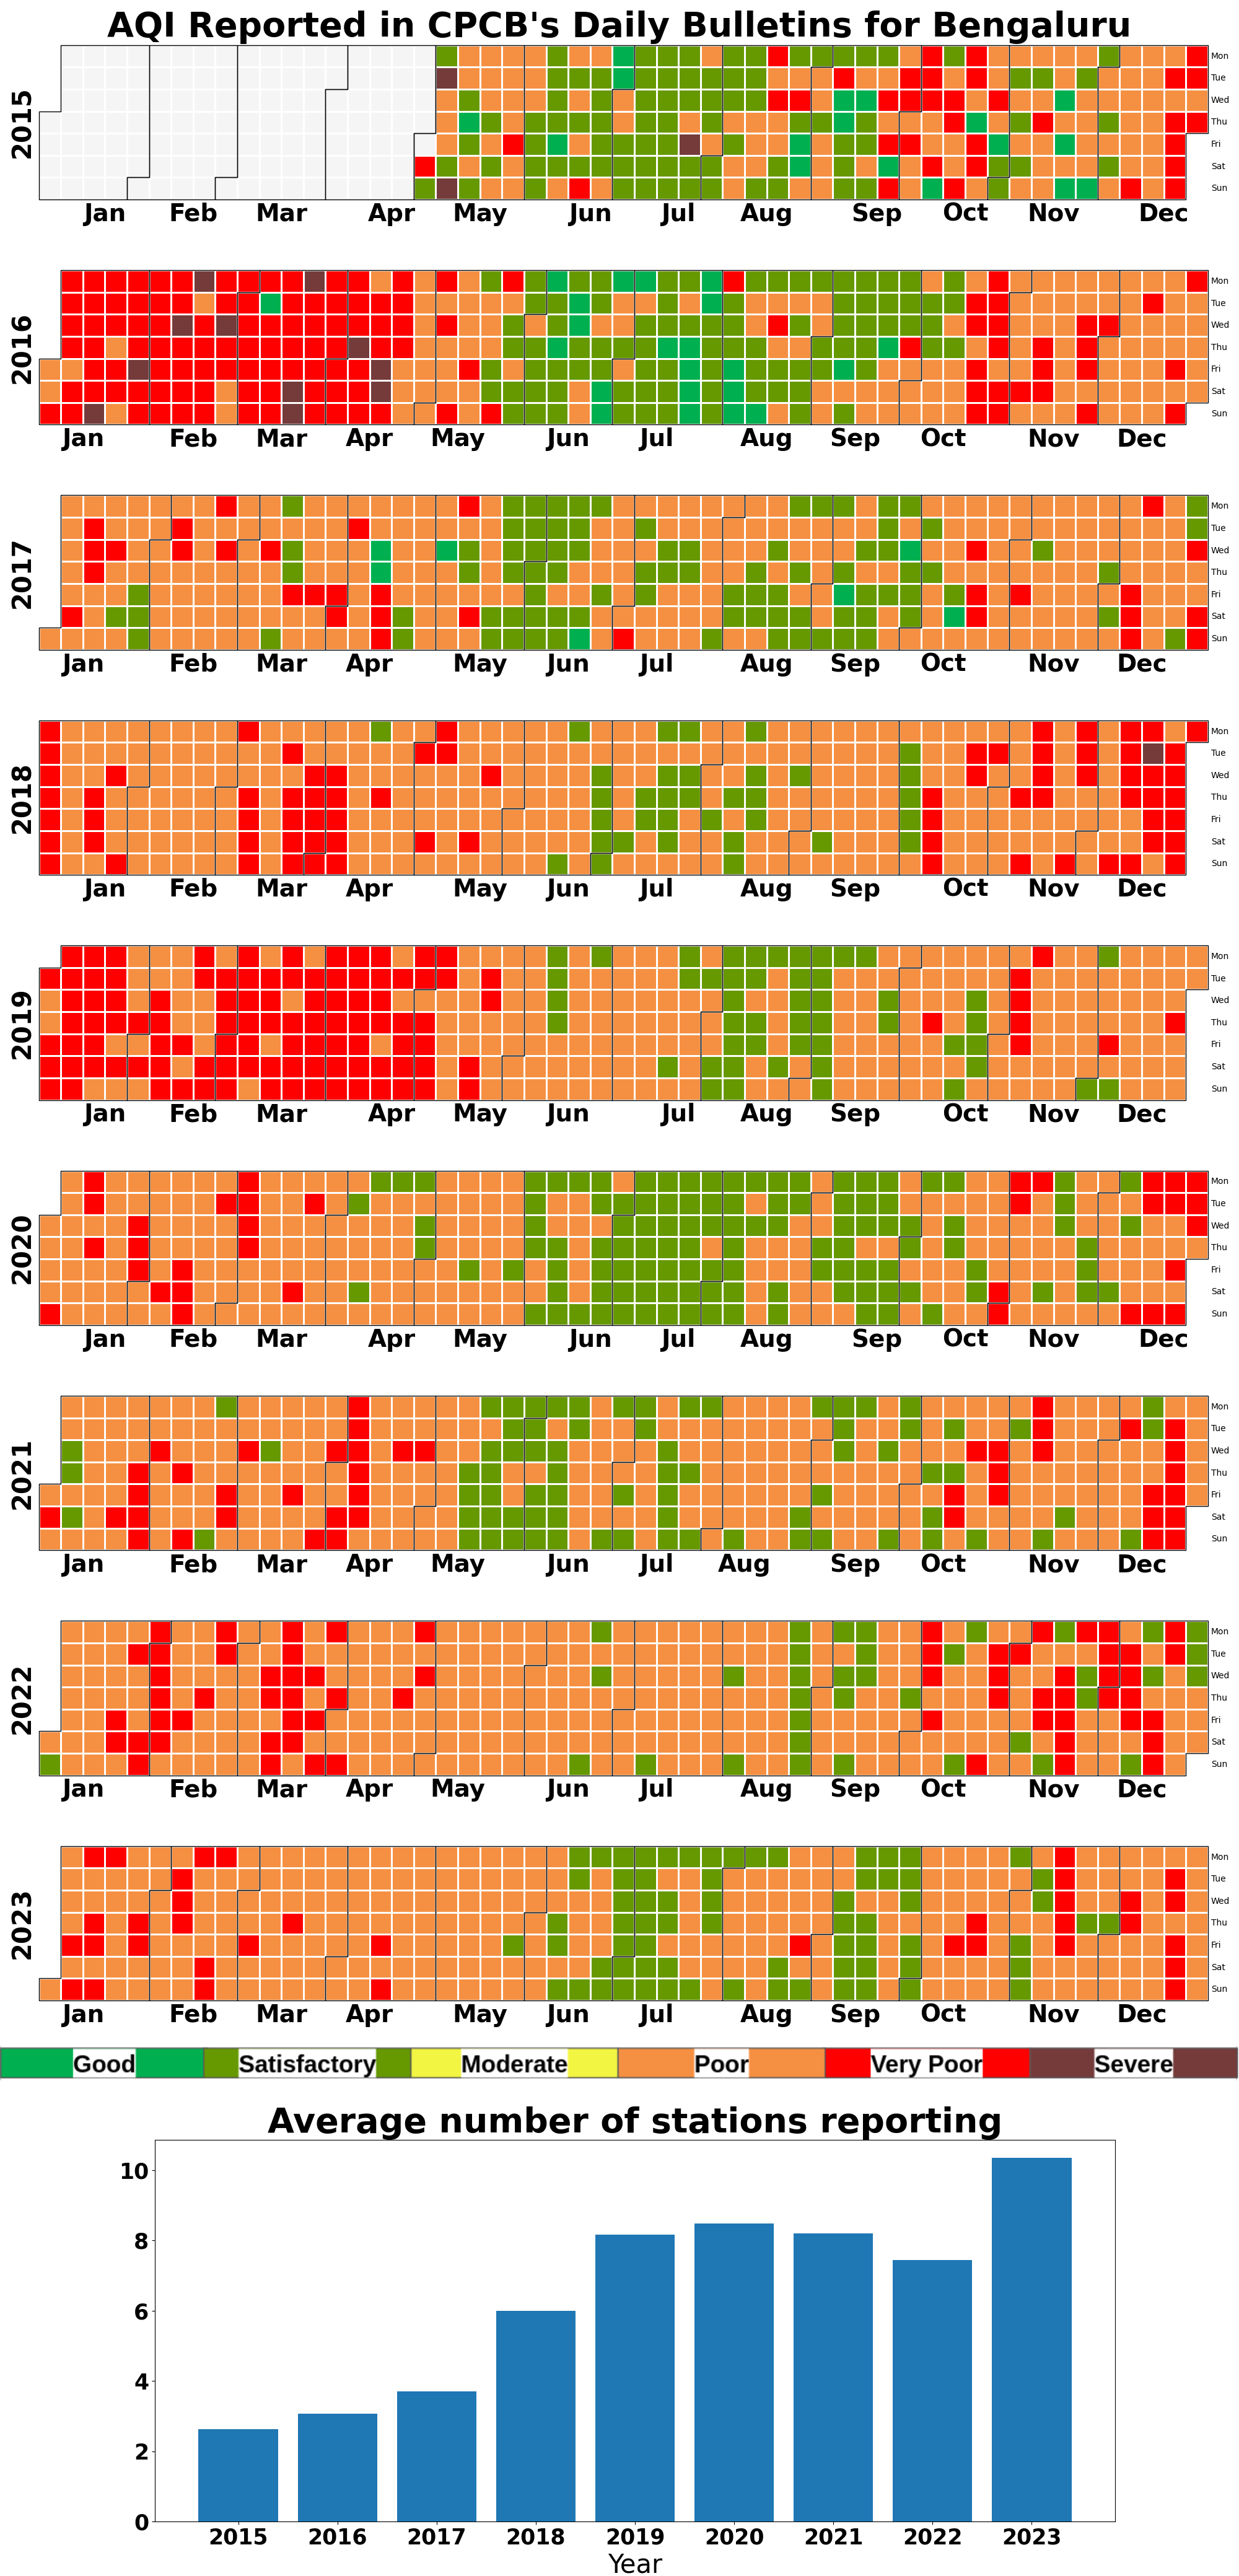 AQI Reported in CPCB's Daily Bulletins for Bengaluru
2015
Mon
Tue
Wed
Thu
Fri
Sat
Sun
Jan Feb Mar Apr May Jun Jul Aug Sep Oct Nov Dec
2016
Mon
Tue
Wed
Thu
Fri
Sat
Sun
Jan Feb Mar Apr May Jun Jul Aug Sep Oct Nov Dec
2017
Mon
Tue
Wed
Thu
Fri
Sat
Sun
Jan Feb Mar Apr May Jun Jul Aug Sep Oct Nov Dec
2018
Mon
Tue
Wed
Thu
Fri
Sat
Sun
Jan Feb Mar Apr May Jun Jul Aug Sep Oct Nov Dec
2019
Mon
Tue
Wed
Thu
Fri
Sat
Sun
Jan Feb Mar Apr May Jun Jul Aug Sep Oct Nov Dec
2020
Mon
Tue
Wed
Thu
Fri
Sat
Sun
Jan Feb Mar Apr May Jun Jul Aug Sep Oct Nov Dec
2021
Mon
Tue
Wed
Thu
Fri
Sat
Sun
Jan Feb Mar Apr May Jun Jul Aug Sep Oct Nov Dec
2022
Mon
Tue
Wed
Thu
Fri
Sat
Sun
Jan Feb Mar Apr May Jun Jul Aug Sep Oct Nov Dec
2023
Mon
Tue
Wed
Thu
Fri
Sat
Sun
Jan Feb Mar Apr May Jun Jul Aug Sep Oct Nov Dec
Good Satisfactory Moderate Poor Very Poor Severe
Average number of stations reporting
10
8
6
4
2
0
2015 2016 2017 2018 2019 2020 2021 2022 2023
Year